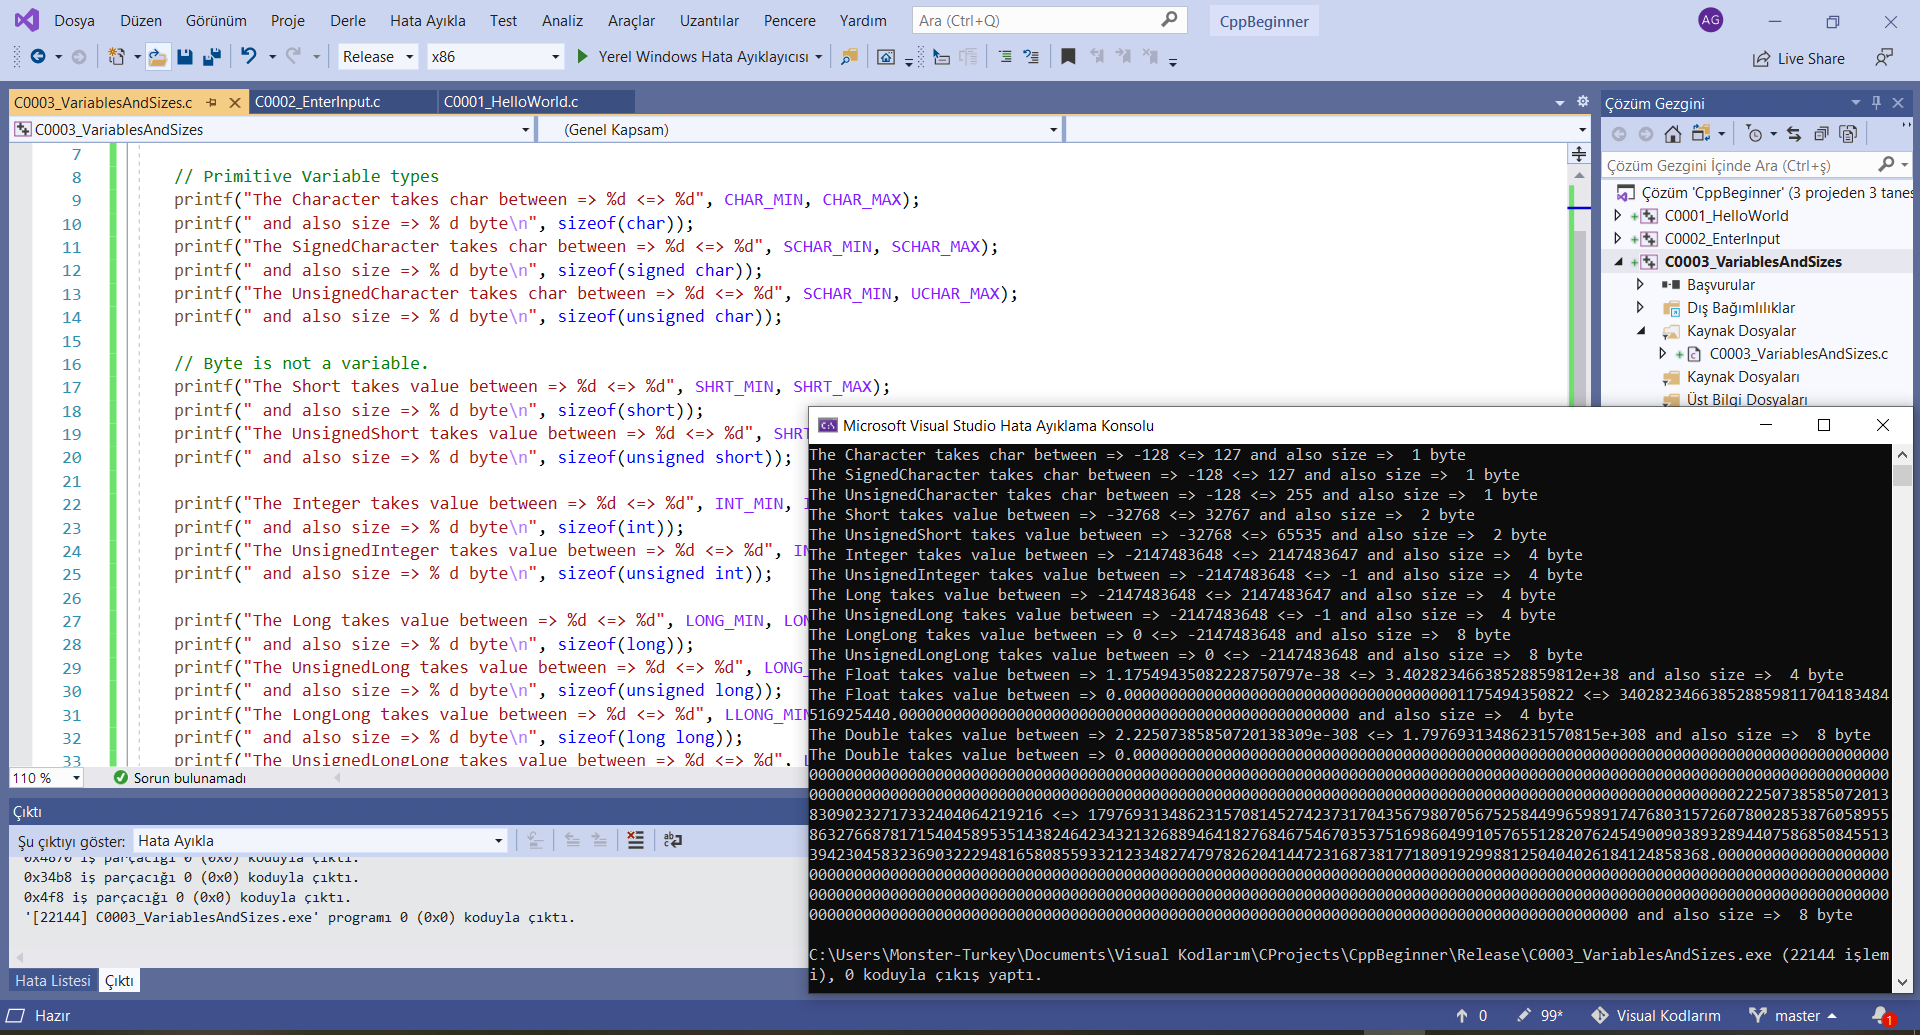 Dosya Düzen Görünüm Proje Derle Hata Ayıkla Test Analiz Araçlar Uzantılar Pencere Yardım Ara (Ctrl+Q) CppBeginner AG
Release x86 Yerel Windows Hata Ayıklayıcısı Live Share
C0003_VariablesAndSizes.c C0002_EnterInput.c C0001_HelloWorld.c
C0003_VariablesAndSizes (Genel Kapsam)
7
8 // Primitive Variable types
9 printf("The Character takes char between => %d <=> %d", CHAR_MIN, CHAR_MAX);
10 printf(" and also size => % d byte\n", sizeof(char));
11 printf("The SignedCharacter takes char between => %d <=> %d", SCHAR_MIN, SCHAR_MAX);
12 printf(" and also size => % d byte\n", sizeof(signed char));
13 printf("The UnsignedCharacter takes char between => %d <=> %d", SCHAR_MIN, UCHAR_MAX);
14 printf(" and also size => % d byte\n", sizeof(unsigned char));
15
16 // Byte is not a variable.
17 printf("The Short takes value between => %d <=> %d", SHRT_MIN, SHRT_MAX);
18 printf(" and also size => % d byte\n", sizeof(short));
19 printf("The UnsignedShort takes value between => %d <=> %d", SHRT
20 printf(" and also size => % d byte\n", sizeof(unsigned short));
21
22 printf("The Integer takes value between => %d <=> %d", INT_MIN,
23 printf(" and also size => % d byte\n", sizeof(int));
24 printf("The UnsignedInteger takes value between => %d <=> %d", IN
25 printf(" and also size => % d byte\n", sizeof(unsigned int));
26
27 printf("The Long takes value between => %d <=> %d", LONG_MIN, LON
28 printf(" and also size => % d byte\n", sizeof(long));
29 printf("The UnsignedLong takes value between => %d <=> %d", LONG_
30 printf(" and also size => % d byte\n", sizeof(unsigned long));
31 printf("The LongLong takes value between => %d <=> %d", LLONG_MIN
32 printf(" and also size => % d byte\n", sizeof(long long));
33 printf("The UnsignedLongLong takes value between => %d <=> %d", L
110 % Sorun bulunamadı
Çıktı
Şu çıktıyı göster: Hata Ayıkla
0x4870 iş parçacığı 0 (0x0) koduyla çıktı.
0x34b8 iş parçacığı 0 (0x0) koduyla çıktı.
0x4f8 iş parçacığı 0 (0x0) koduyla çıktı.
'[22144] C0003_VariablesAndSizes.exe' programı 0 (0x0) koduyla çıktı.
Hata Listesi Çıktı
Çözüm Gezgini
Çözüm Gezgini İçinde Ara (Ctrl+ş)
Çözüm 'CppBeginner' (3 projeden 3 tanes
C0001_HelloWorld
C0002_EnterInput
C0003_VariablesAndSizes
Başvurular
Dış Bağımlılıklar
Kaynak Dosyalar
C0003_VariablesAndSizes.c
Kaynak Dosyaları
Üst Bilgi Dosyaları
Microsoft Visual Studio Hata Ayıklama Konsolu
The Character takes char between => -128 <=> 127 and also size =>  1 byte
The SignedCharacter takes char between => -128 <=> 127 and also size =>  1 byte
The UnsignedCharacter takes char between => -128 <=> 255 and also size =>  1 byte
The Short takes value between => -32768 <=> 32767 and also size =>  2 byte
The UnsignedShort takes value between => -32768 <=> 65535 and also size =>  2 byte
The Integer takes value between => -2147483648 <=> 2147483647 and also size =>  4 byte
The UnsignedInteger takes value between => -2147483648 <=> -1 and also size =>  4 byte
The Long takes value between => -2147483648 <=> 2147483647 and also size =>  4 byte
The UnsignedLong takes value between => -2147483648 <=> -1 and also size =>  4 byte
The LongLong takes value between => 0 <=> -2147483648 and also size =>  8 byte
The UnsignedLongLong takes value between => 0 <=> -2147483648 and also size =>  8 byte
The Float takes value between => 1.17549435082228750797e-38 <=> 3.40282346638528859812e+38 and also size =>  4 byte
The Float takes value between => <=>
and also size =>  4 byte
The Double takes value between => 2.22507385850720138309e-308 <=> 1.79769313486231570815e+308 and also size =>  8 byte
The Double takes value between =>
<=>
and also size =>  8 byte
C:\Users\Monster-Turkey\Documents\Visual Kodlarım\CProjects\CppBeginner\Release\C0003_VariablesAndSizes.exe (22144 işlem
i), 0 koduyla çıkış yaptı.
Hazır 0 99* Visual Kodlarım master 1